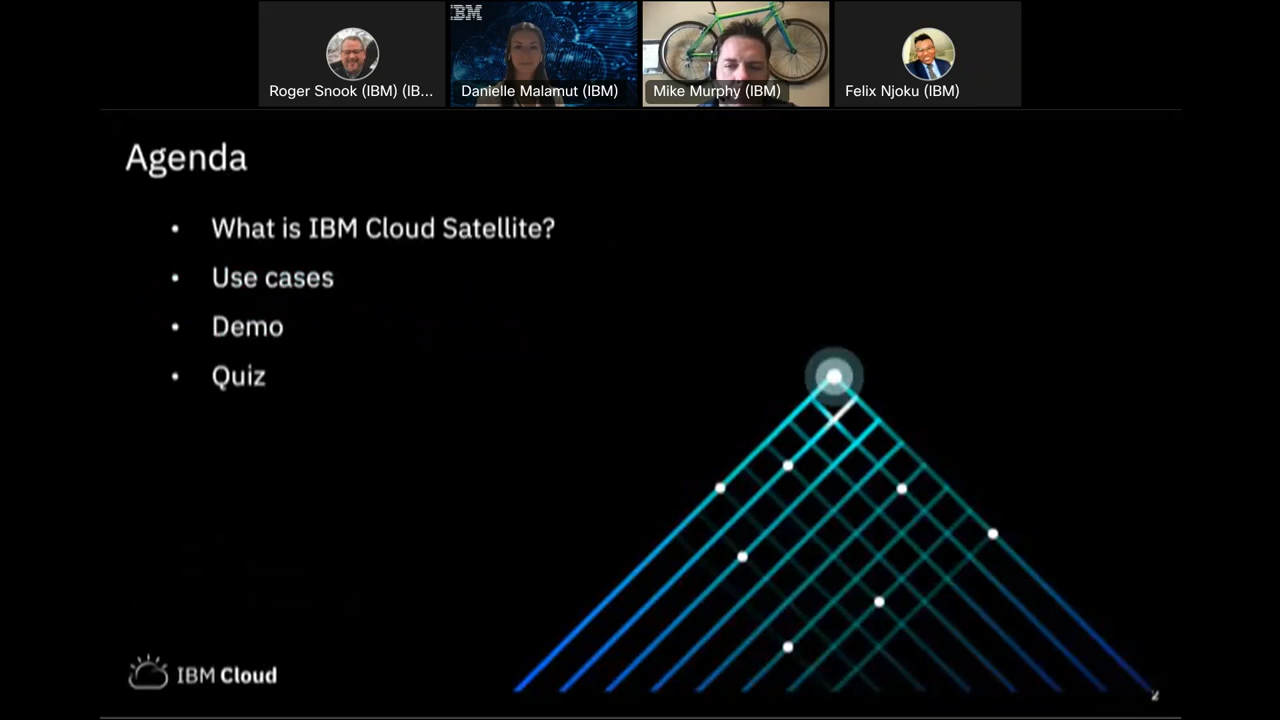 IBM
Roger Snook (IBM) (IB...
Danielle Malamut (IBM)
Mike Murphy (IBM)
Felix Njoku (IBM)
Agenda
• What is IBM Cloud Satellite?
• Use cases
• Demo
• Quiz
IBM Cloud
2